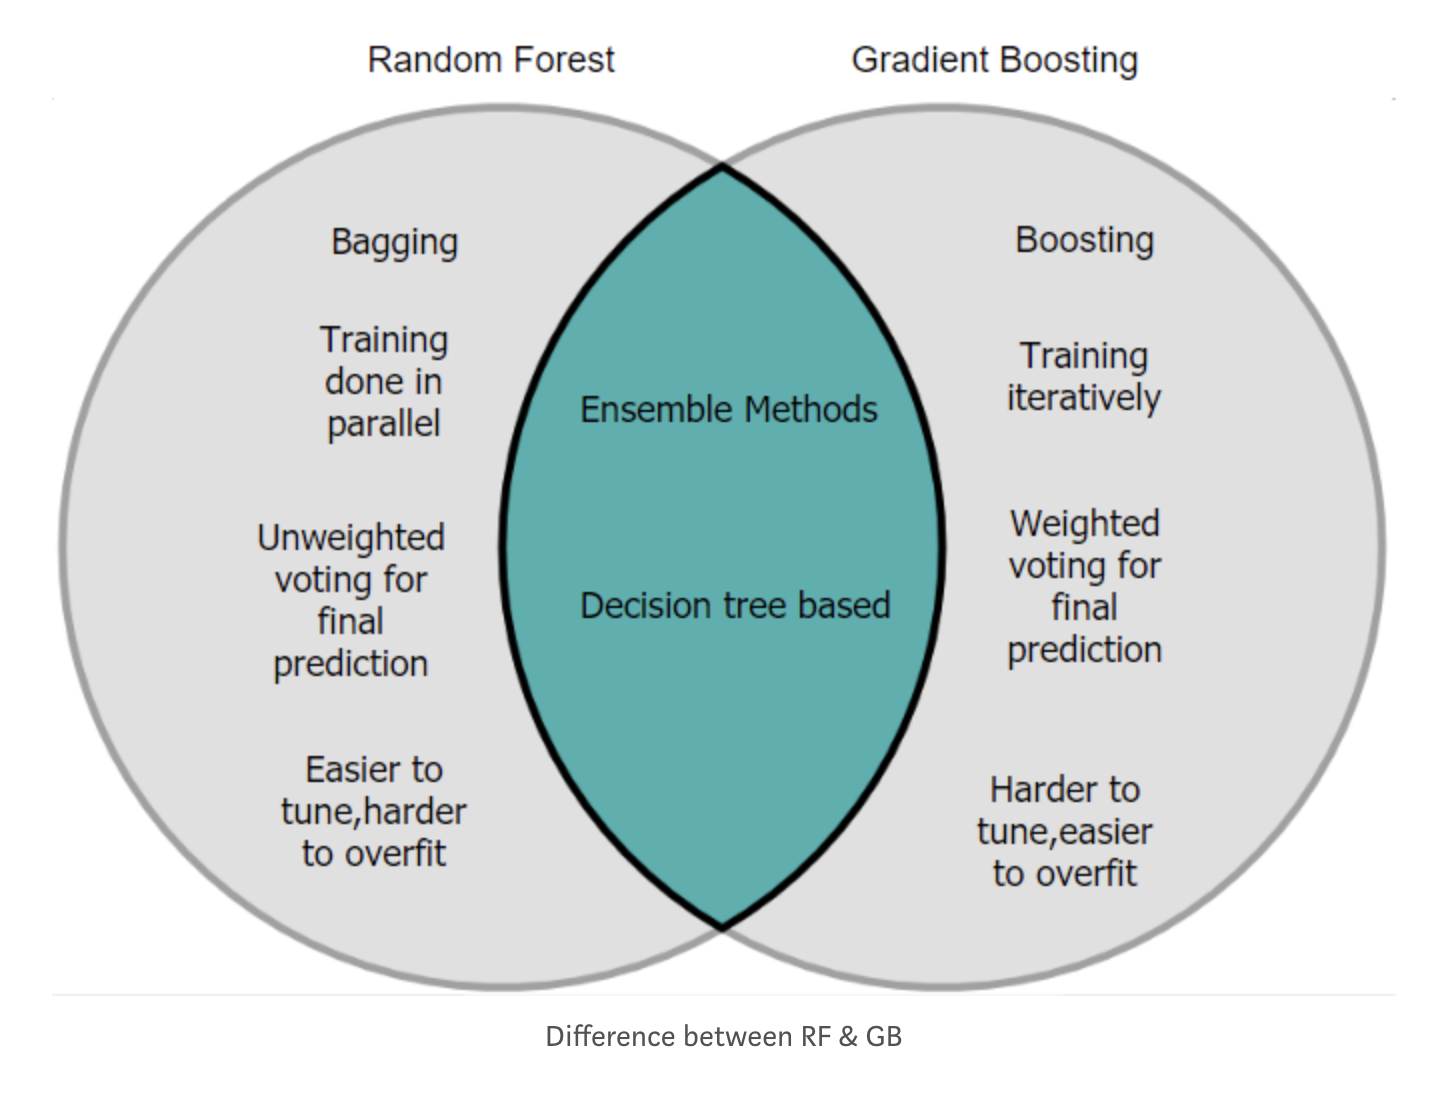 Random Forest
Gradient Boosting
Bagging
Training
done in
parallel
Unweighted
voting for
final
prediction
Easier to
tune,harder
to overfit
Ensemble Methods
Decision tree based
Boosting
Training
iteratively
Weighted
voting for
final
prediction
Harder to
tune,easier
to overfit
Difference between RF & GB